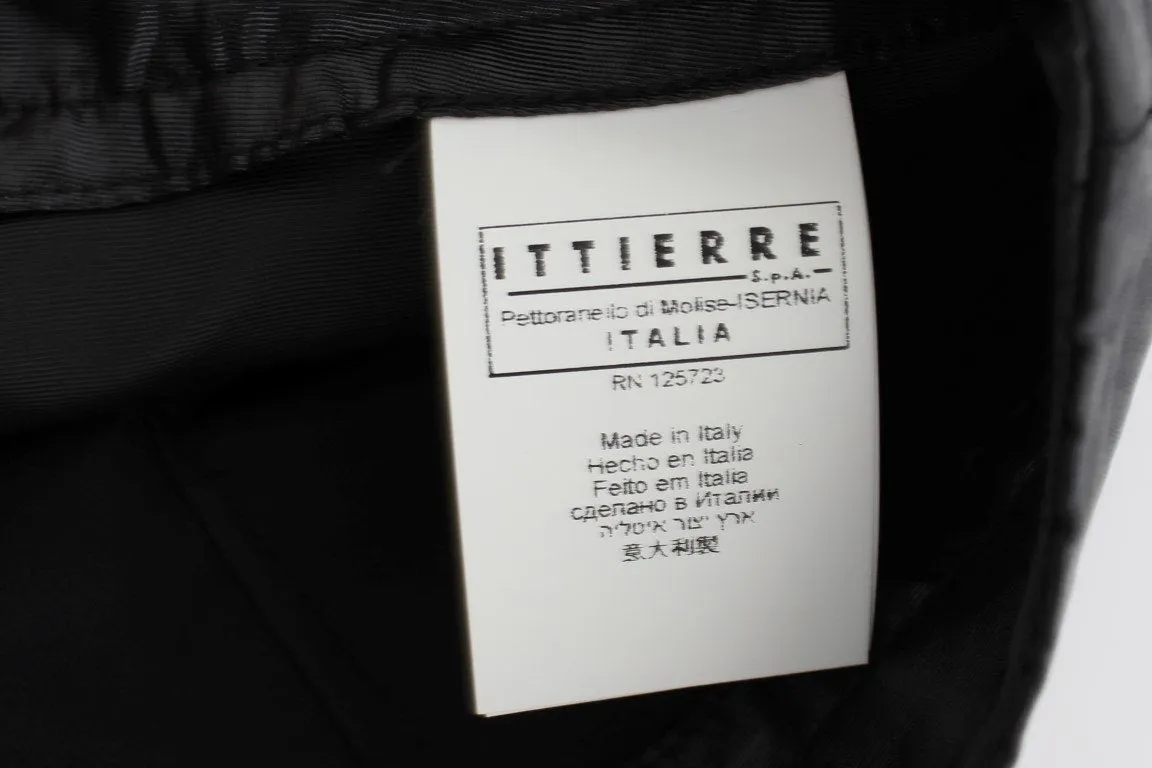 ITTIERRE
S.p.A.
Pettoranello di Molise-ISERNIA
ITALIA
RN 125723
Made in Italy
Hecho en Italia
Feito em Italia
сделано в Италии
ארץ יצור איטליה
意大利製